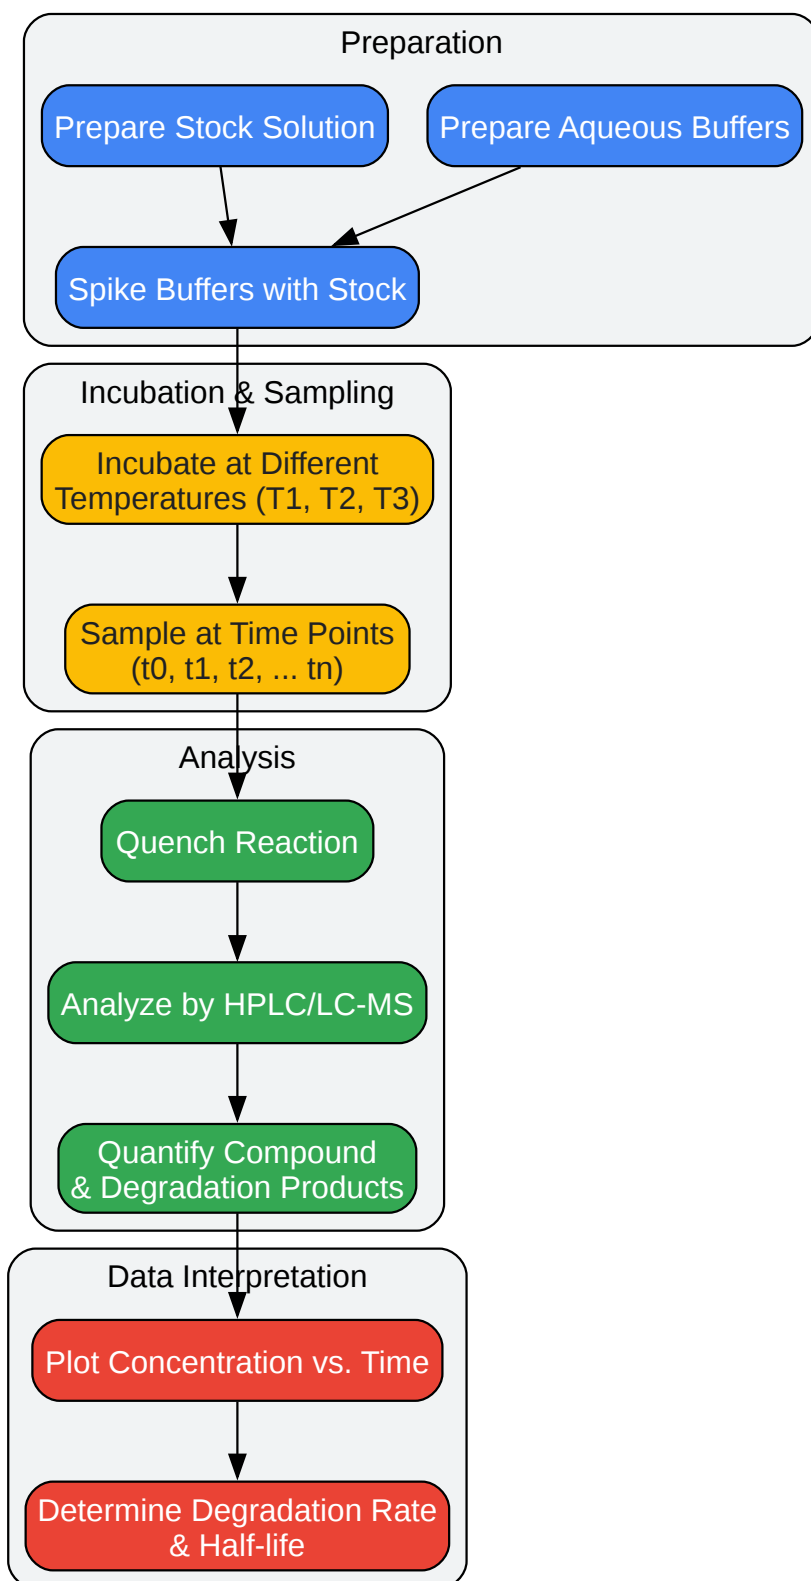 Preparation
Prepare Stock Solution
Prepare Aqueous Buffers
Spike Buffers with Stock
Incubation & Sampling
Incubate at Different
Temperatures (T1, T2, T3)
Sample at Time Points
(t0, t1, t2, ... tn)
Analysis
Quench Reaction
Analyze by HPLC/LC-MS
Quantify Compound
& Degradation Products
Data Interpretation
Plot Concentration vs. Time
Determine Degradation Rate
& Half-life